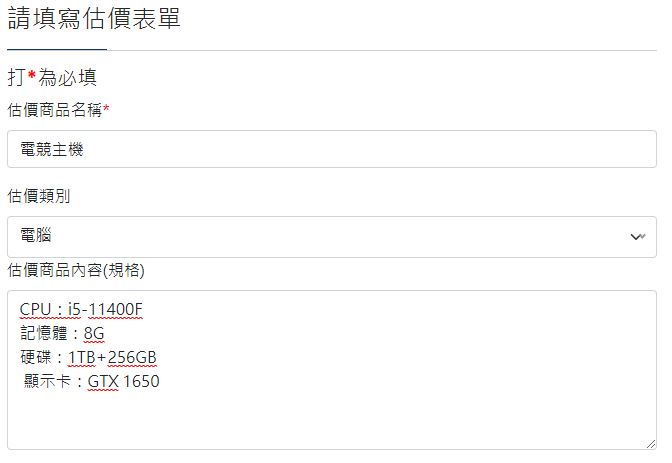 請填寫估價表單
打*為必填
估價商品名稱*
電競主機
估價類別
電腦
估價商品內容(規格)
CPU：i5-11400F
記憶體：8G
硬碟：1TB+256GB
顯示卡：GTX 1650